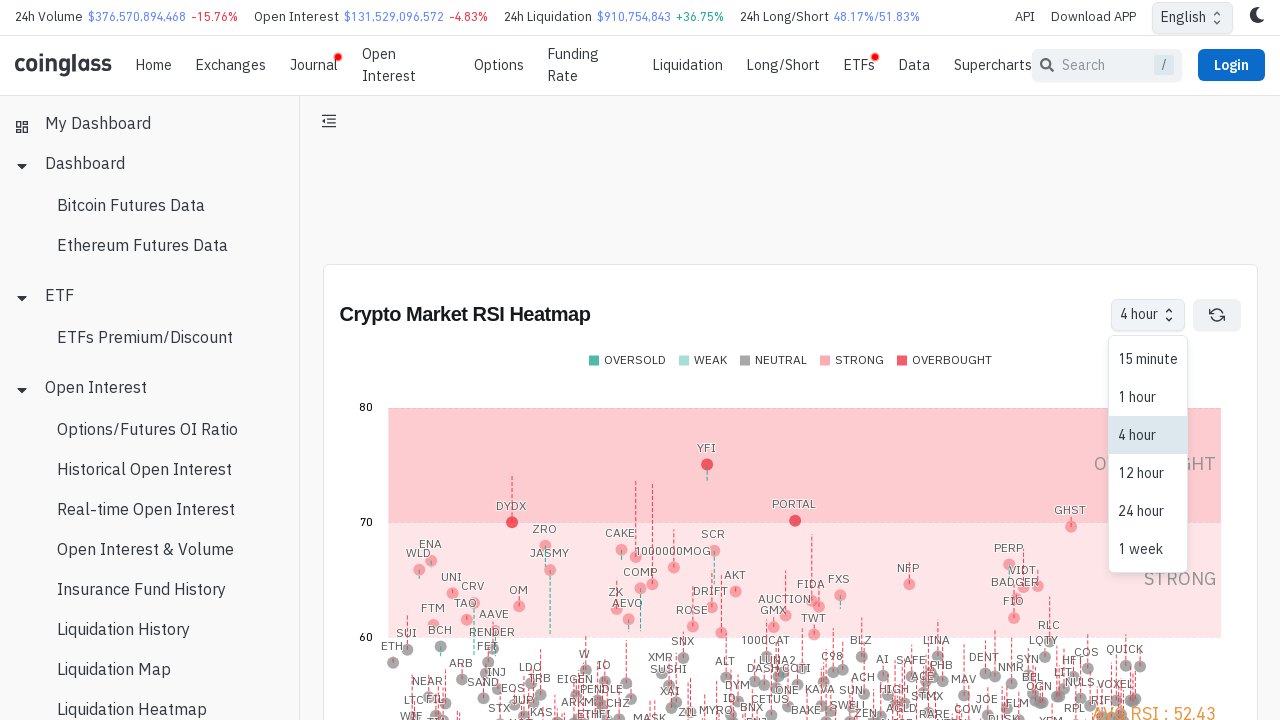 24h Volume $376,570,894,468 -15.76% Open Interest $131,529,096,572 -4.83% 24h Liquidation $910,754,843 +36.75% 24h Long/Short 48.17%/51.83% API Download APP English
coinglass Home Exchanges Journal Open Interest Options Funding Rate Liquidation Long/Short ETFs Data Supercharts Search / Login
My Dashboard
Dashboard
Bitcoin Futures Data
Ethereum Futures Data
ETF
ETFs Premium/Discount
Open Interest
Options/Futures OI Ratio
Historical Open Interest
Real-time Open Interest
Open Interest & Volume
Insurance Fund History
Liquidation History
Liquidation Map
Liquidation Heatmap
Crypto Market RSI Heatmap 4 hour
OVERSOLD WEAK NEUTRAL STRONG OVERBOUGHT
15 minute
1 hour
4 hour
12 hour
24 hour
1 week
80
YFI
DYDX PORTAL GHST
70
ZRO CAKE SCR
ENA WLD JASMY 1000000MOG PERP
UNI COMP AKT FXS NFP VIDT
CRV OM DRIFT FIDA BADGER
FTM TAO AAVE ZK AEVO ROSE AUCTION GMX TWT FIO
STRONG
60
SUI BCH RENDER SNX 100CCAT BLZ LINA LQTY RLC
ETH FET ARB W IO XMR SUSHI ALT LUNA2 C98 AI SAFE PHB DENT SYN HFT COS QUICK
NEAR SAND INJ EOS LDO TRB EIGEN PENDLE XAI DYM DASH COTI ONE KAVA SUN ACH HIGH ACE MAV NMR BEL LIT NULS VOXEL
LTC FIL STX JUP KAS ARKM ETHFI CHZ MASK ZIL MYRO ID BNX CETUS BAKE SWELL ZEN AGLD STMX RARE COW JOE FLM OGN RPL
AVG RSI : 52.43